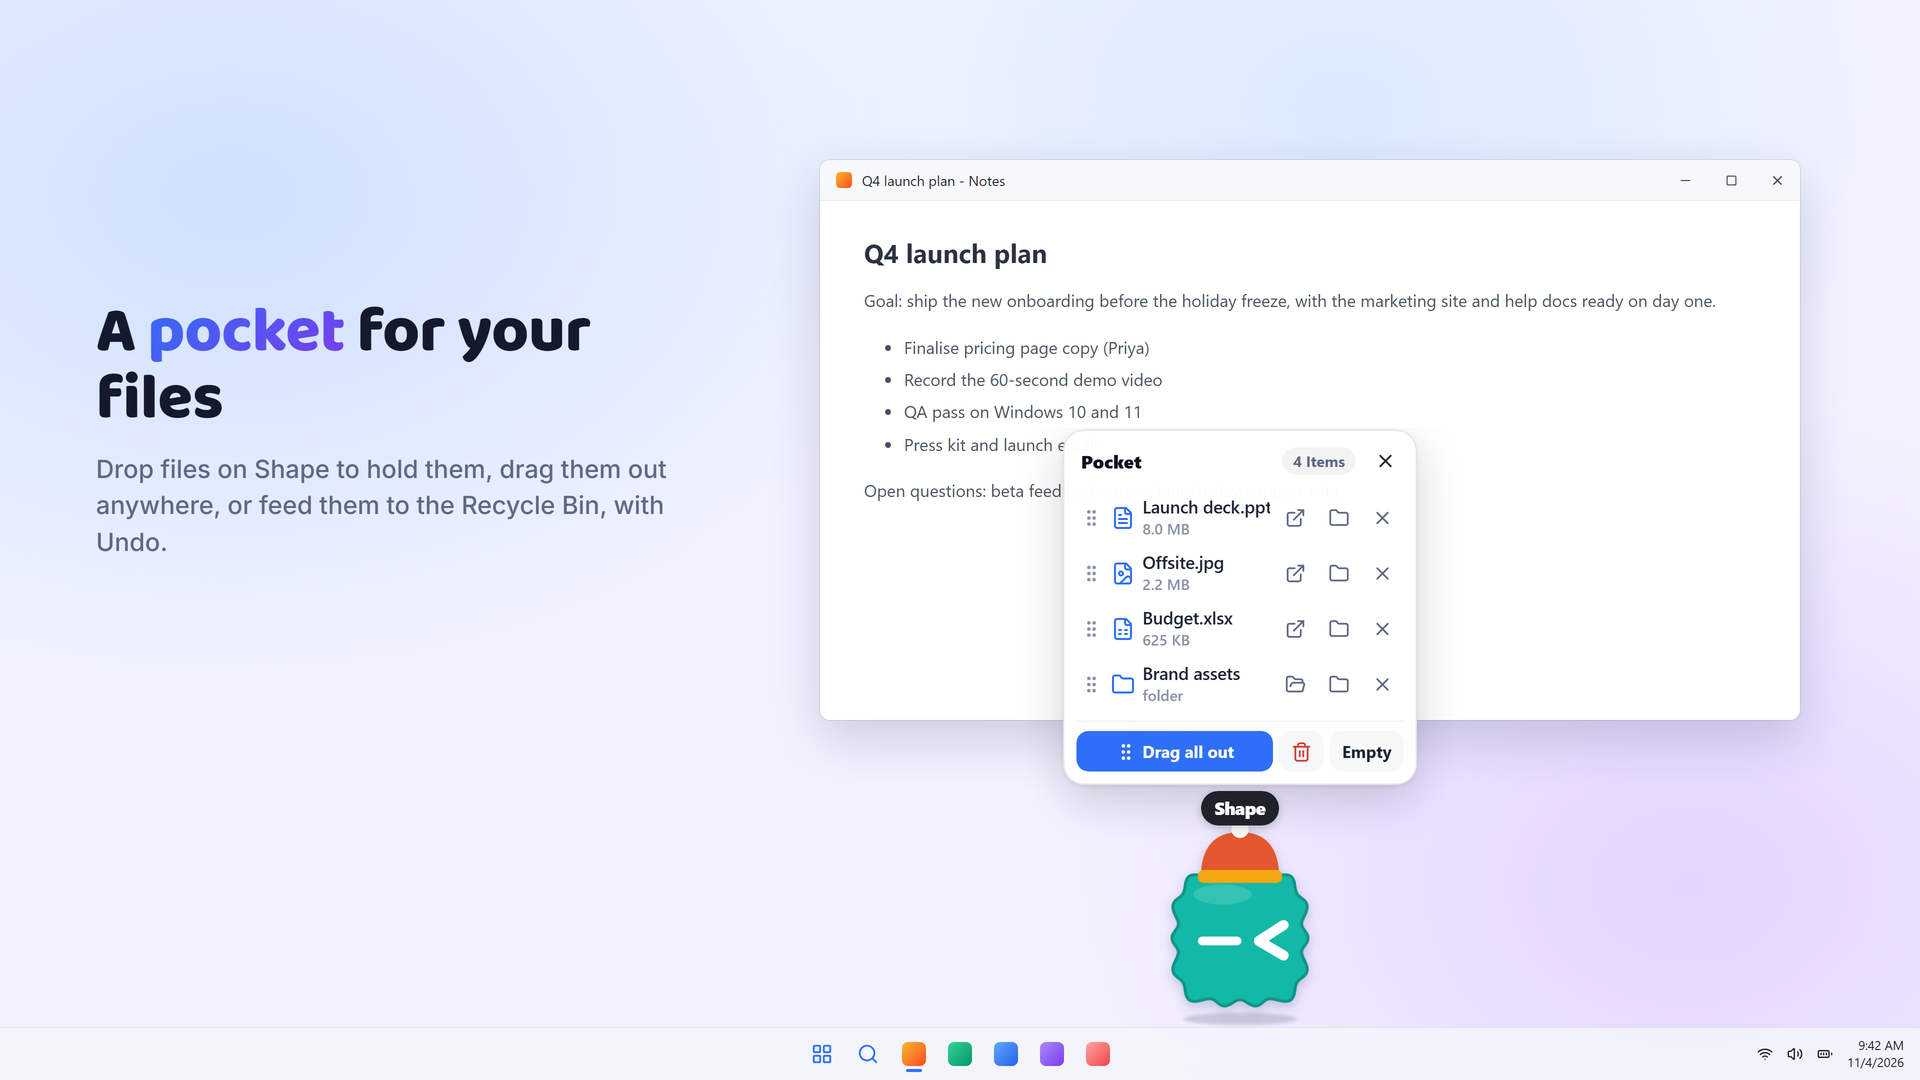 A pocket for your
files
Drop files on Shape to hold them, drag them out
anywhere, or feed them to the Recycle Bin, with
Undo.
Q4 launch plan - Notes
Q4 launch plan
Goal: ship the new onboarding before the holiday freeze, with the marketing site and help docs ready on day one.
Finalise pricing page copy (Priya)
Record the 60-second demo video
QA pass on Windows 10 and 11
Press kit and launch
Open questions: beta
Pocket
4 Items
Launch deck.ppt
8.0 MB
Offsite.jpg
2.2 MB
Budget.xlsx
625 KB
Brand assets
folder
Drag all out
Empty
Shape
9:42 AM
11/4/2026